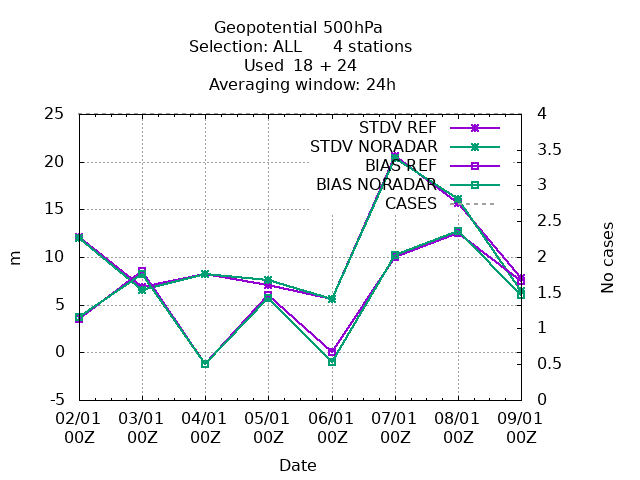 Geopotential 500hPa
Selection: ALL 4 stations
Used 18 + 24
Averaging window: 24h
STDV REF
STDV NORADAR
BIAS REF
BIAS NORADAR
CASES
25
20
15
10
5
0
-5
m
4
3.5
3
2.5
2
1.5
1
0.5
0
No cases
02/01 03/01 04/01 05/01 06/01 07/01 08/01 09/01
00Z 00Z 00Z 00Z 00Z 00Z 00Z 00Z
Date